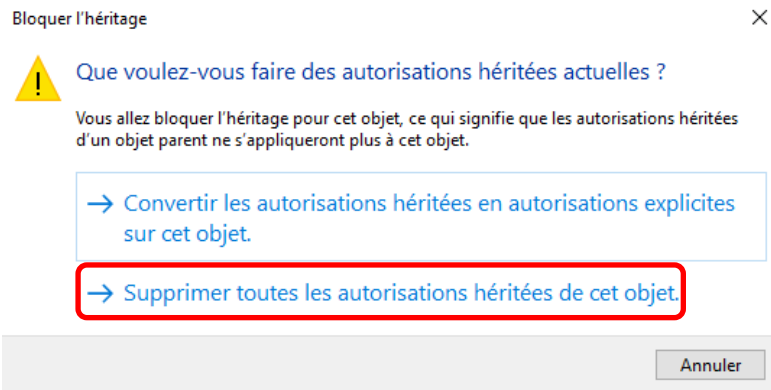 Bloquer l’héritage
Que voulez-vous faire des autorisations héritées actuelles ?
Vous allez bloquer l’héritage pour cet objet, ce qui signifie que les autorisations héritées
d’un objet parent ne s’appliqueront plus à cet objet.
→ Convertir les autorisations héritées en autorisations explicites
sur cet objet.
→ Supprimer toutes les autorisations héritées de cet objet.
Annuler